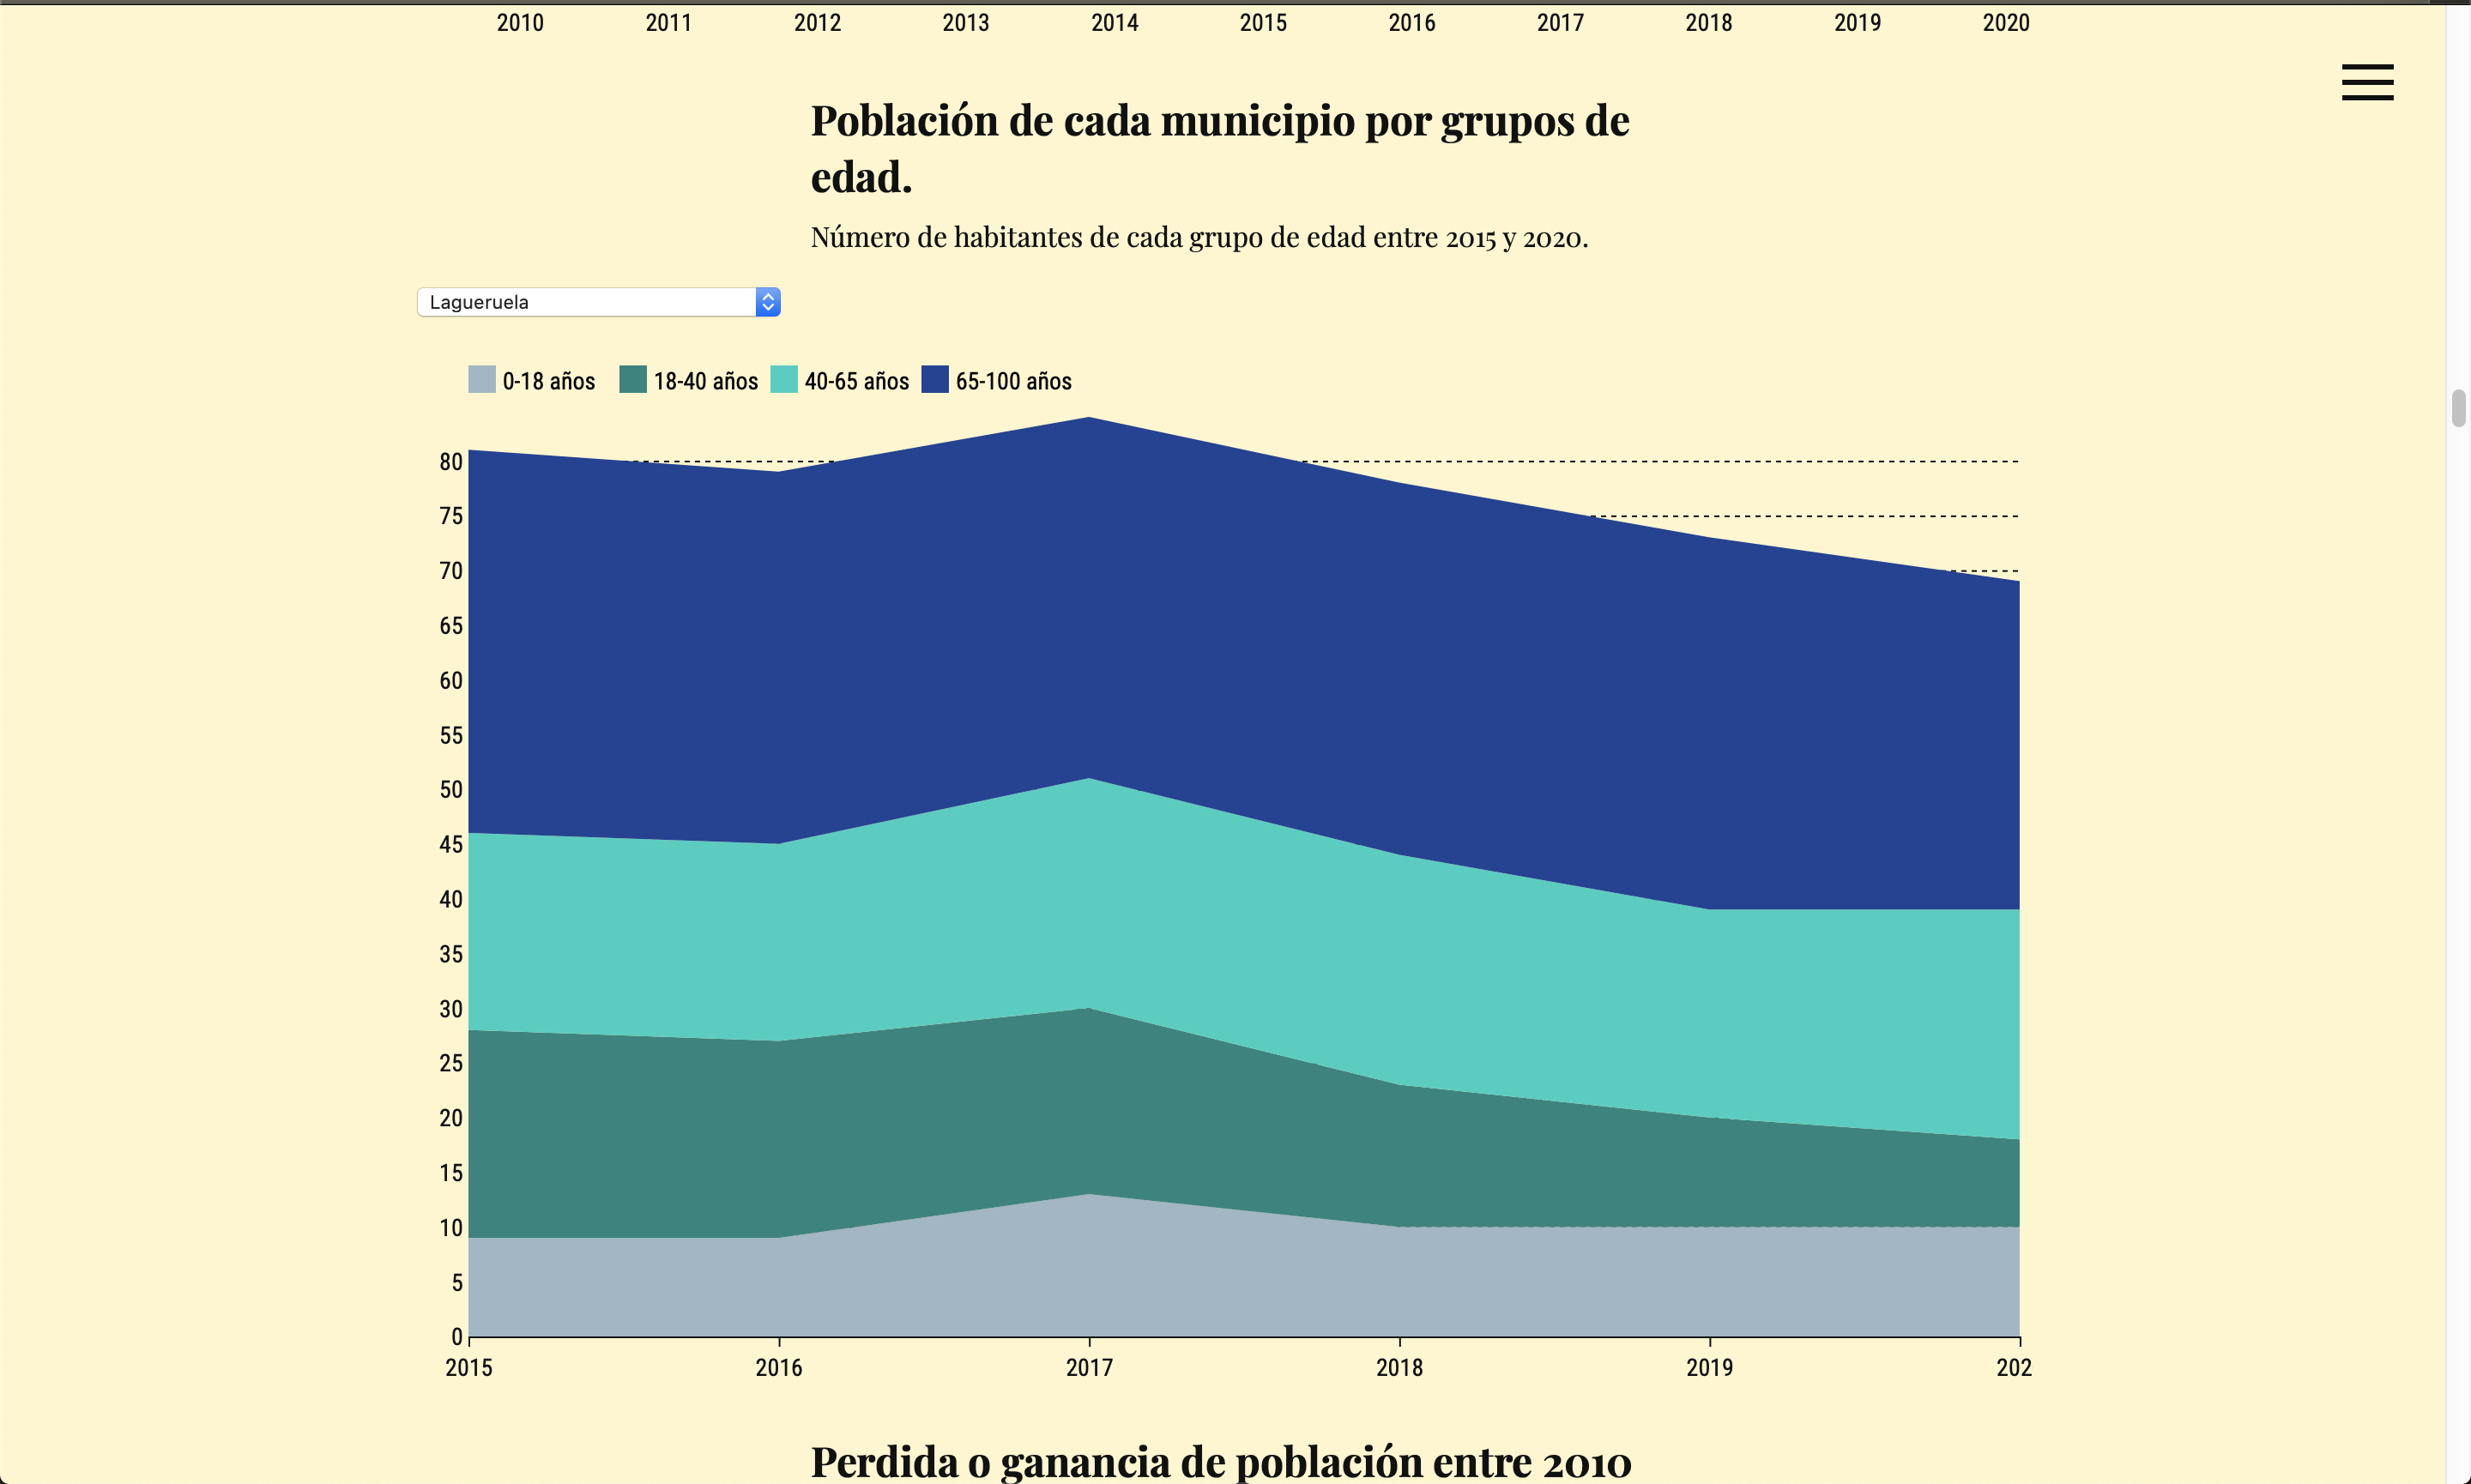 2010 2011 2012 2013 2014 2015 2016 2017 2018 2019 2020
Población de cada municipio por grupos de
edad.
Número de habitantes de cada grupo de edad entre 2015 y 2020.
Lagueruela
0-18 años 18-40 años 40-65 años 65-100 años
80
75
70
65
60
55
50
45
40
35
30
25
20
15
10
5
0
2015 2016 2017 2018 2019 202
Perdida o ganancia de población entre 2010